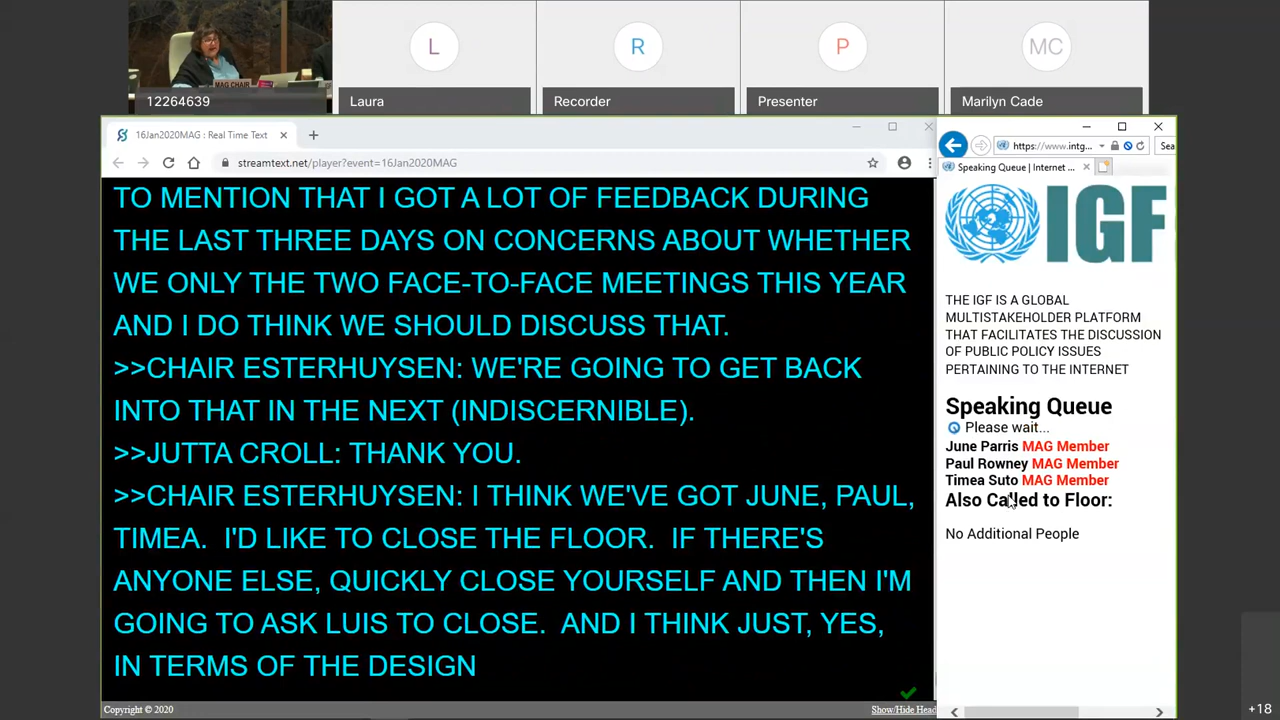 L
R
P
MC
MAG CHAIR
12264639
Laura
Recorder
Presenter
Marilyn Cade
16Jan2020MAG : Real Time Text
streamtext.net/player?event=16Jan2020MAG
TO MENTION THAT I GOT A LOT OF FEEDBACK DURING
THE LAST THREE DAYS ON CONCERNS ABOUT WHETHER
WE ONLY THE TWO FACE-TO-FACE MEETINGS THIS YEAR
AND I DO THINK WE SHOULD DISCUSS THAT.
>>CHAIR ESTERHUYSEN: WE'RE GOING TO GET BACK
INTO THAT IN THE NEXT (INDISCERNIBLE).
>>JUTTA CROLL: THANK YOU.
>>CHAIR ESTERHUYSEN: I THINK WE'VE GOT JUNE, PAUL,
TIMEA. I'D LIKE TO CLOSE THE FLOOR. IF THERE'S
ANYONE ELSE, QUICKLY CLOSE YOURSELF AND THEN I'M
GOING TO ASK LUIS TO CLOSE. AND I THINK JUST, YES,
IN TERMS OF THE DESIGN
Copyright © 2020
Show/Hide Head
https://www.intg...
Sea
Speaking Queue | Internet ...
IGF
THE IGF IS A GLOBAL
MULTISTAKEHOLDER PLATFORM
THAT FACILITATES THE DISCUSSION
OF PUBLIC POLICY ISSUES
PERTAINING TO THE INTERNET
Speaking Queue
Please wait...
June Parris MAG Member
Paul Rowney MAG Member
Timea Suto MAG Member
Also Called to Floor:
No Additional People
+18